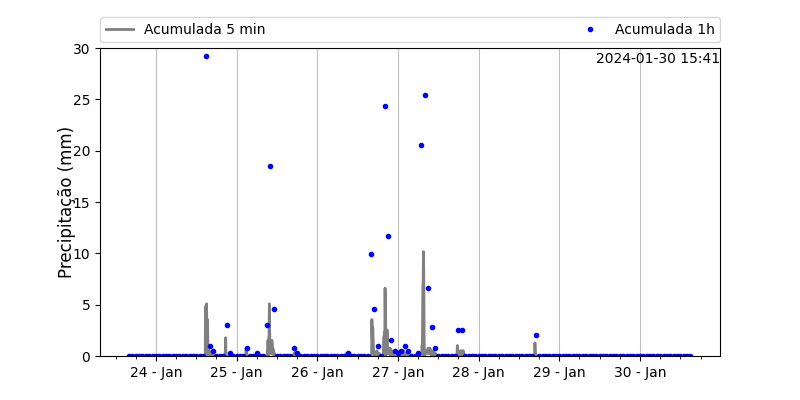 Acumulada 5 min
Acumulada 1h
2024-01-30 15:41
Precipitação (mm)
30
25
20
15
10
5
0
24 - Jan
25 - Jan
26 - Jan
27 - Jan
28 - Jan
29 - Jan
30 - Jan